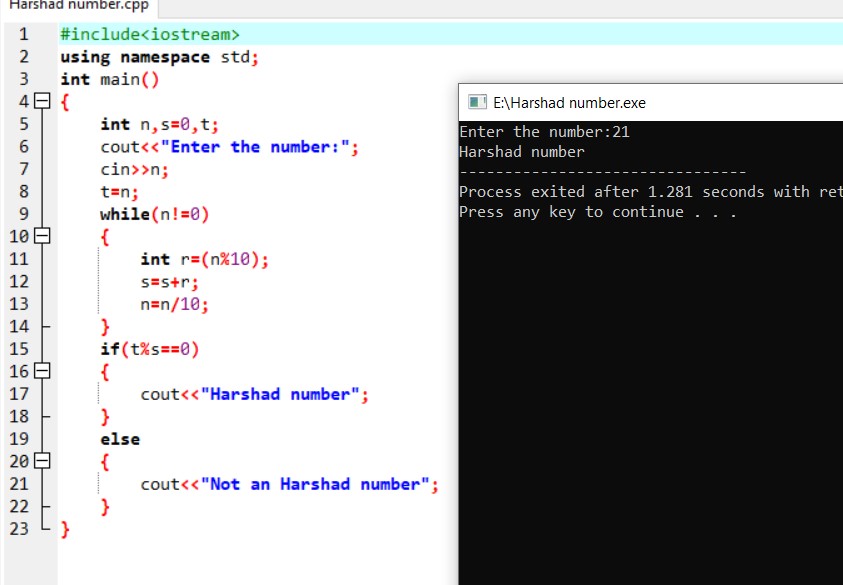 Harshad number.cpp
1 #include<iostream>
2 using namespace std;
3 int main()
4 {
5 int n,s=0,t;
6 cout<<"Enter the number:";
7 cin>>n;
8 t=n;
9 while(n!=0)
10 {
11 int r=(n%10);
12 s=s+r;
13 n=n/10;
14 }
15 if(t%s==0)
16 {
17 cout<<"Harshad number";
18 }
19 else
20 {
21 cout<<"Not an Harshad number";
22 }
23 }
E:\Harshad number.exe
Enter the number:21
Harshad number
--------------------------------
Process exited after 1.281 seconds with ret
Press any key to continue . . .